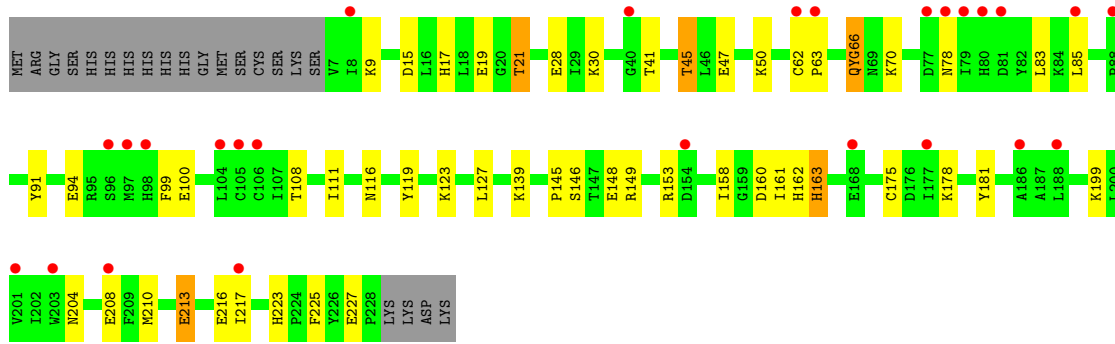 MET ARG GLY SER HIS HIS HIS HIS HIS HIS GLY MET SER CYS SER LYS SER V7 I8 K9 D15 L16 H17 L18 E19 G20 T21 E28 I29 K30 G40 T41 T45 L46 E47 K50 C62 P63 QYG66 N69 K70 D77 N78 I79 H80 D81 Y82 L83 K84 L85
Y91 E94 R95 S96 M97 H98 F99 E100 L104 C105 C106 I107 T108 I111 N116 Y119 K123 L127 K139 P145 S146 T147 E148 R149 R153 D154 I158 G159 D160 I161 H162 H163 E168 C175 D176 I177 K178 Y181 A186 A187 L188 K199
V201 I202 W203 N204 E208 F209 M210 E213 E216 I217 H223 P224 F225 Y226 E227 P228 LYS LYS ASP LYS